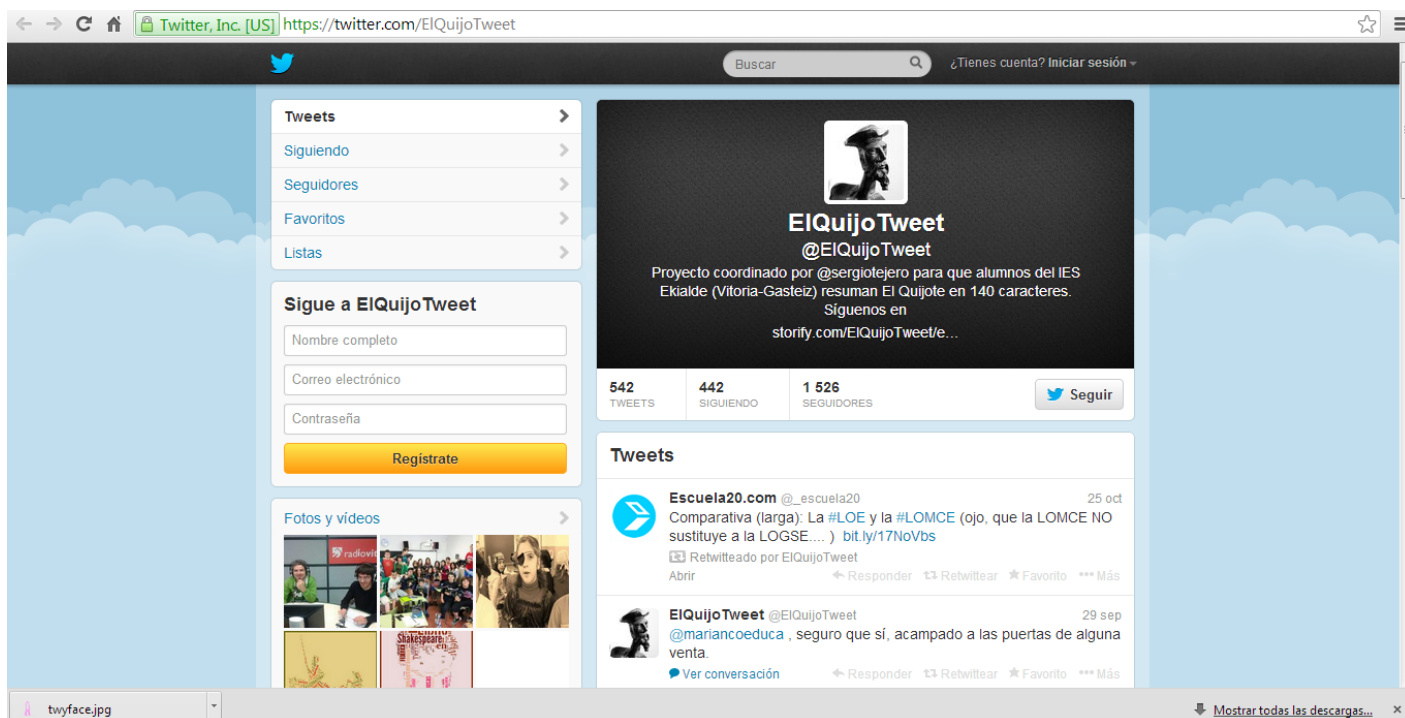 Twitter, Inc. [US] https://twitter.com/ElQuijoTweet
Buscar
¿Tienes cuenta? Iniciar sesión
Tweets
Siguiendo
Seguidores
Favoritos
Listas
Sigue a ElQuijoTweet
Nombre completo
Correo electrónico
Contraseña
Regístrate
Fotos y vídeos
radiovit
Shakespeare
ElQuijoTweet
@ElQuijoTweet
Proyecto coordinado por @sergiotejero para que alumnos del IES
Ekialde (Vitoria-Gasteiz) resuman El Quijote en 140 caracteres.
Síguenos en
storify.com/ElQuijoTweet/e...
542 442 1 526
TWEETS SIGUIENDO SEGUIDORES
Seguir
Tweets
Escuela20.com @_escuela20 25 oct
Comparativa (larga): La #LOE y la #LOMCE (ojo, que la LOMCE NO
sustituye a la LOGSE.... ) bit.ly/17NoVbs
Retwitteado por ElQuijoTweet
Abrir Responder Retwittear Favorito Más
ElQuijoTweet @ElQuijoTweet 29 sep
@mariancoeduca , seguro que sí, acampado a las puertas de alguna
venta.
Ver conversación Responder Retwittear Favorito Más
twyface.jpg
Mostrar todas las descargas...